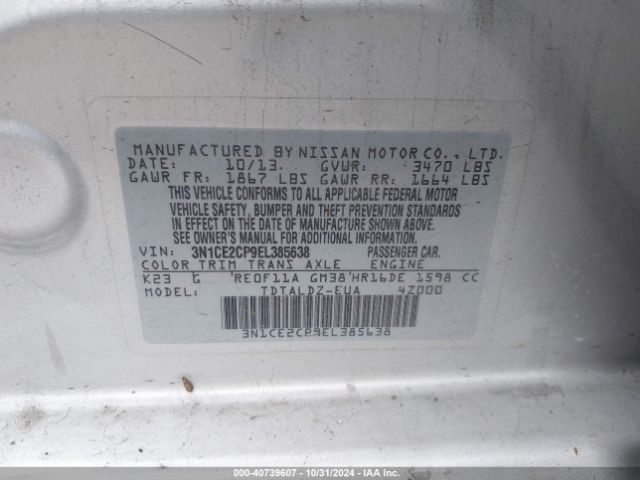 MANUFACTURED BY NISSAN MOTOR CO., LTD.
DATE: 10/13. GVWR: 3470 LBS
GAWR FR: 1867 LBS GAWR RR: 1664 LBS
THIS VEHICLE CONFORMS TO ALL APPLICABLE FEDERAL MOTOR
VEHICLE SAFETY, BUMPER AND THEFT PREVENTION STANDARDS
IN EFFECT ON THE DATE OF MANUFACTURE SHOWN ABOVE.
SEE OWNER'S MANUAL FOR ADDITIONAL INFORMATION.
VIN: 3N1CE2CP9EL385638 PASSENGER CAR.
COLOR TRIM TRANS AXLE ENGINE
K23 G RE0F11A GM38 HR16DE 1598 CC
MODEL: TDTALDZ-EUA 4Z000
3N1CE2CP9EL385638
000-40739607 - 10/31/2024 - IAA Inc.